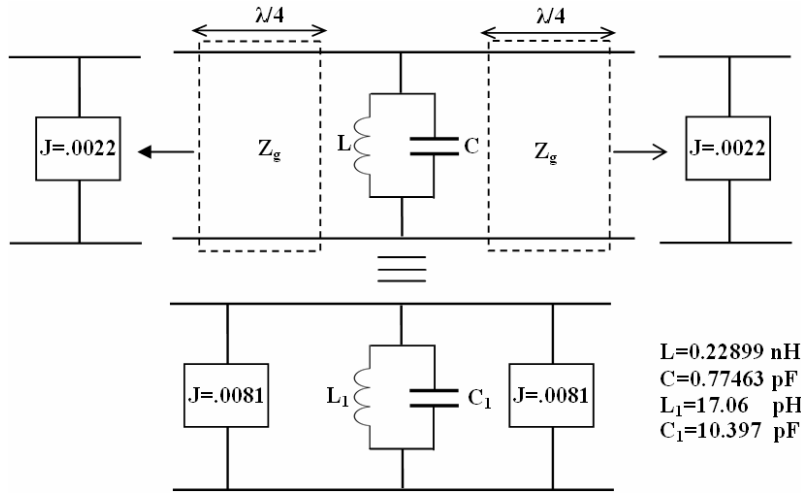 λ/4
λ/4
J=.0022
Zg
L
C
Zg
J=.0022
J=.0081
L1
C1
J=.0081
L=0.22899 nH
C=0.77463 pF
L1=17.06 pH
C1=10.397 pF